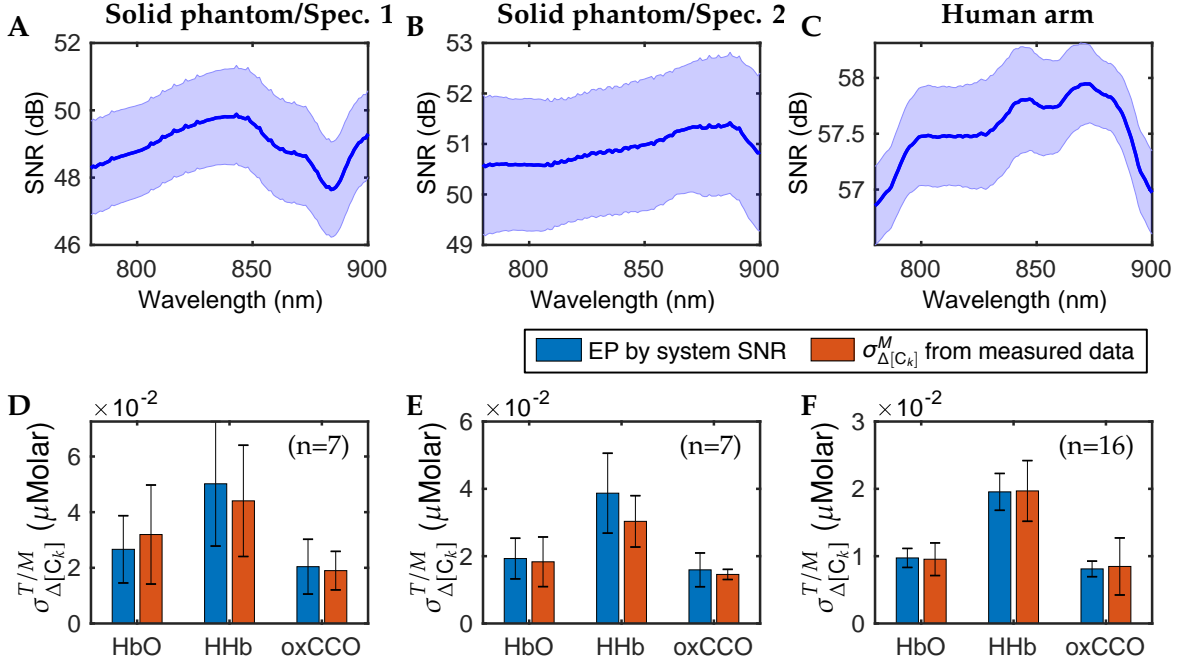 Solid phantom/Spec. 1
Solid phantom/Spec. 2
Human arm
A
52
50
48
46
SNR (dB)
800
850
900
Wavelength (nm)
B
53
52
51
50
49
SNR (dB)
800
850
900
Wavelength (nm)
C
58
57.5
57
SNR (dB)
800
850
900
Wavelength (nm)
EP by system SNR
σ^M_Δ[C_k] from measured data
D
× 10^-2
(n=7)
6
4
2
0
σ^T/M_Δ[C_k] (μMolar)
HbO HHb oxCCO
E
× 10^-2
(n=7)
6
4
2
0
σ^T/M_Δ[C_k] (μMolar)
HbO HHb oxCCO
F
× 10^-2
(n=16)
3
2
1
0
σ^T/M_Δ[C_k] (μMolar)
HbO HHb oxCCO